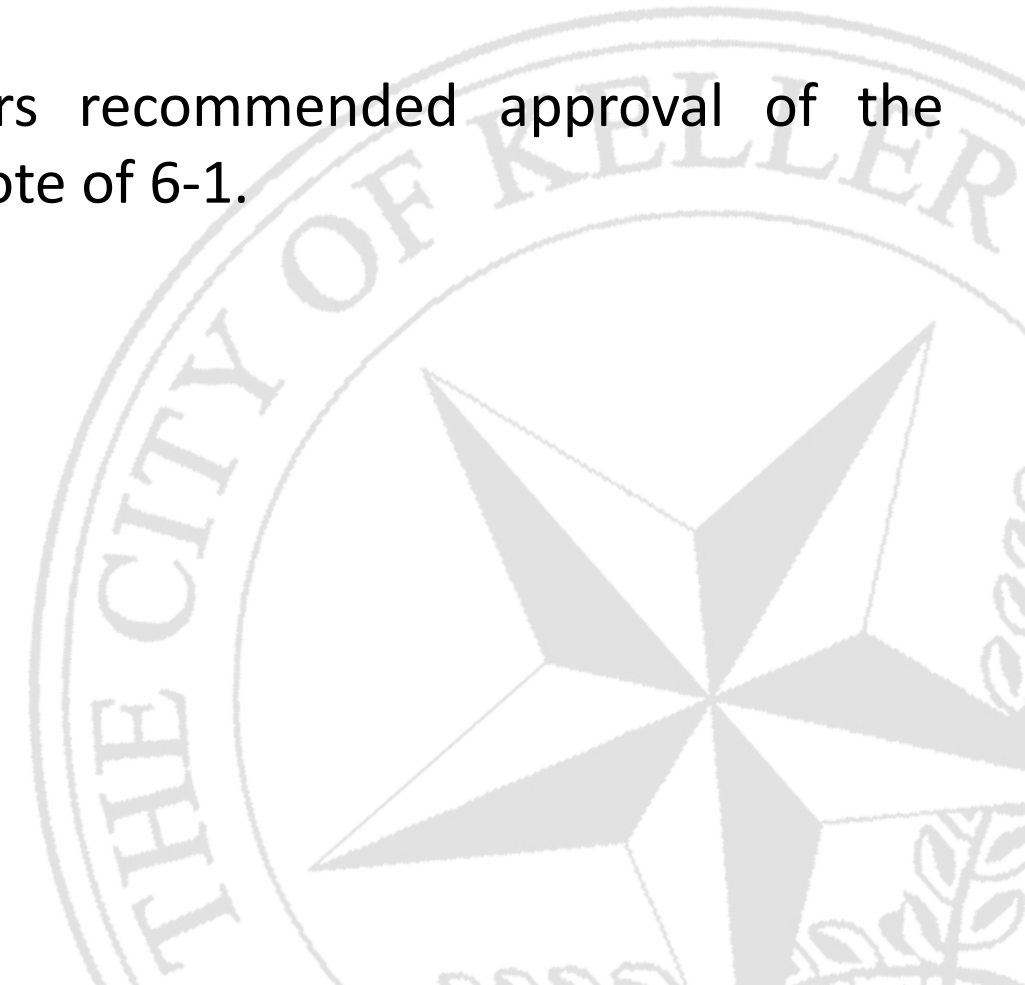 rs recommended approval of the
ote of 6-1.
THE CITY OF KELLER